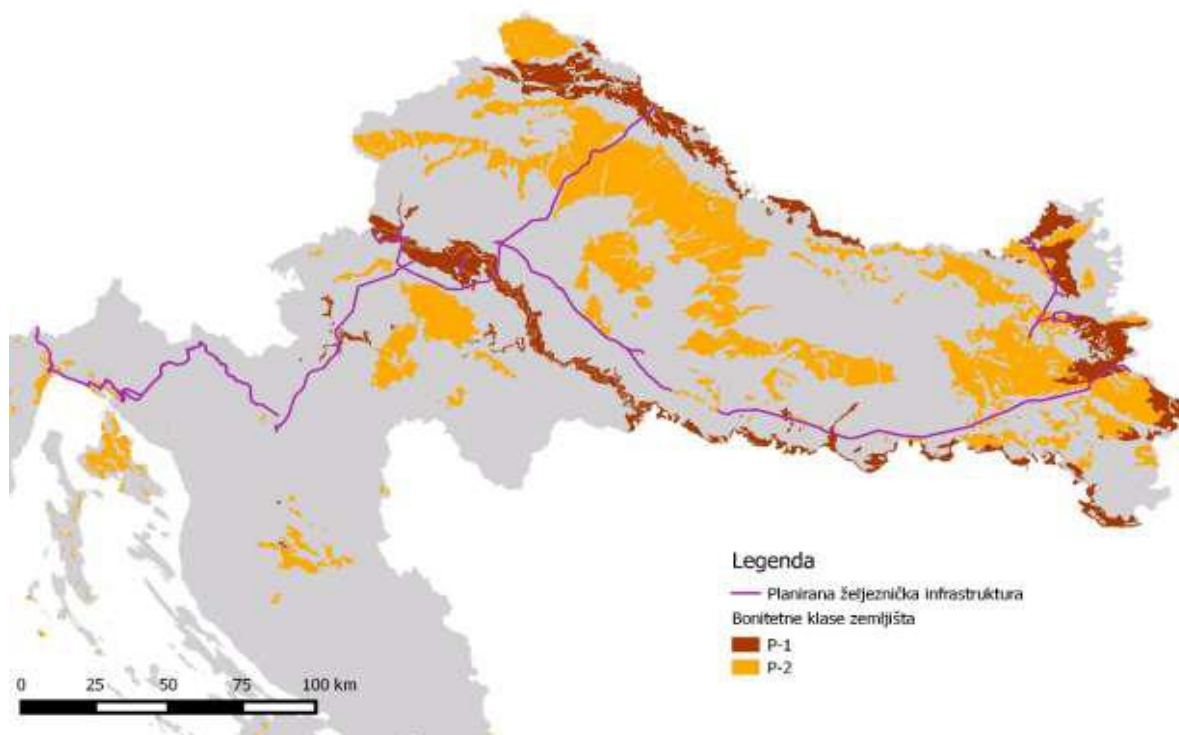 Legenda
Planirana željeznička infrastruktura
Bonitetne klase zemljišta
P-1
P-2
0 25 50 75 100 km